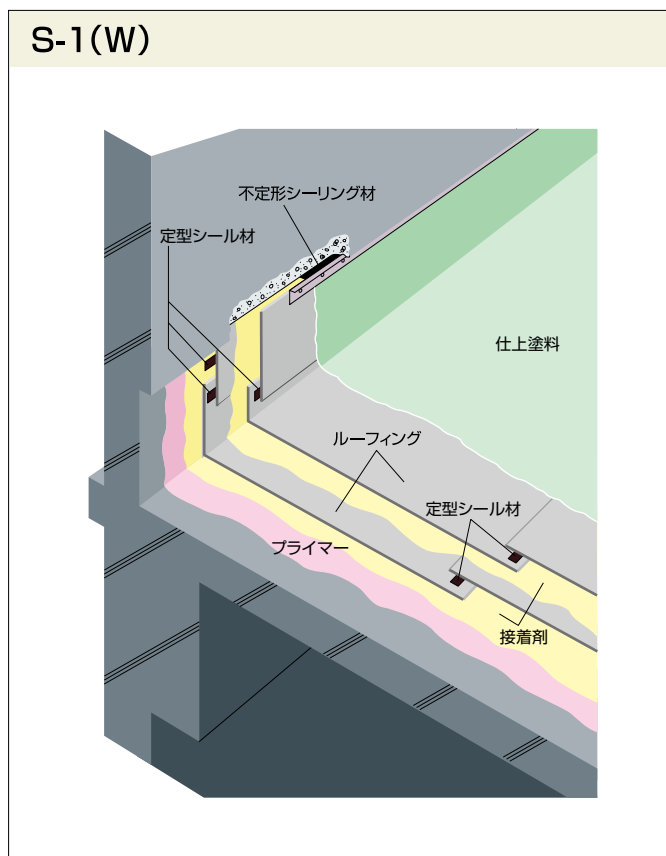 S-1(W)
不定形シーリング材
定型シール材
仕上塗料
ルーフィング
定型シール材
プライマー
接着剤